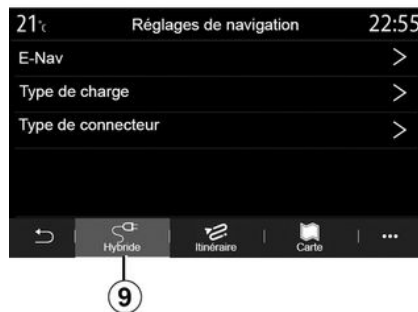 21°c Réglages de navigation 22:55
E-Nav
Type de charge
Type de connecteur
Hybride Itinéraire Carte
9